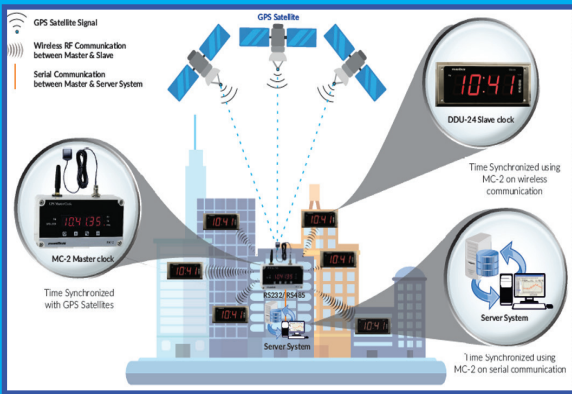 GPS Satellite Signal
Wireless RF Communication
between Master & Slave
Serial Communication
between Master & Server System
GPS Satellite
10:41
DDU-24 Slave clock
Time Synchronized using
MC-2 on wireless
communication
10.41.35
MC-2 Master clock
Time Synchronized
with GPS Satellites
10.41
10.41
10.41
10.41
10.41
10.41
RS232/ RS485
Server System
Server System
Time Synchronized using
MC-2 on serial communication